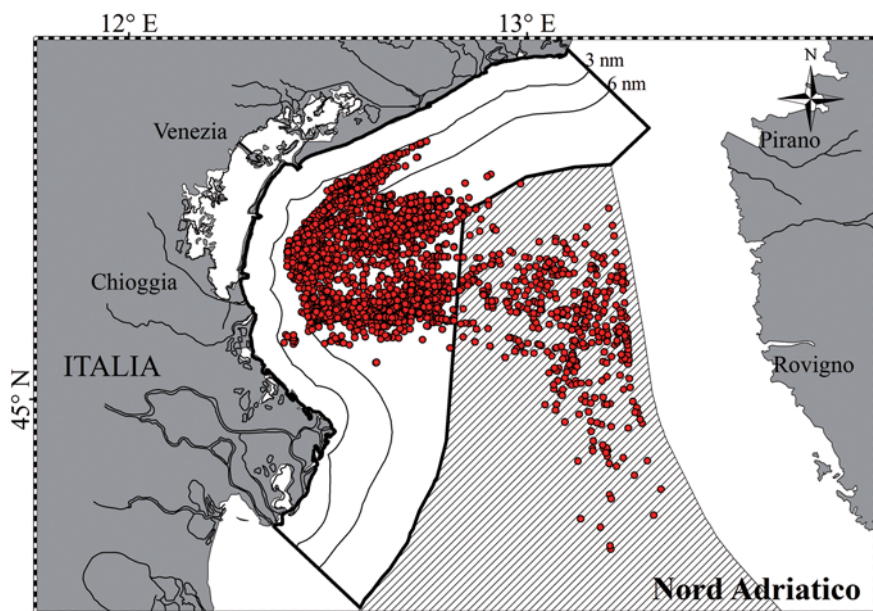 12° E
13° E
3 nm
6 nm
N
Venezia
Pirano
Chioggia
ITALIA
Rovigno
45° N
Nord Adriatico